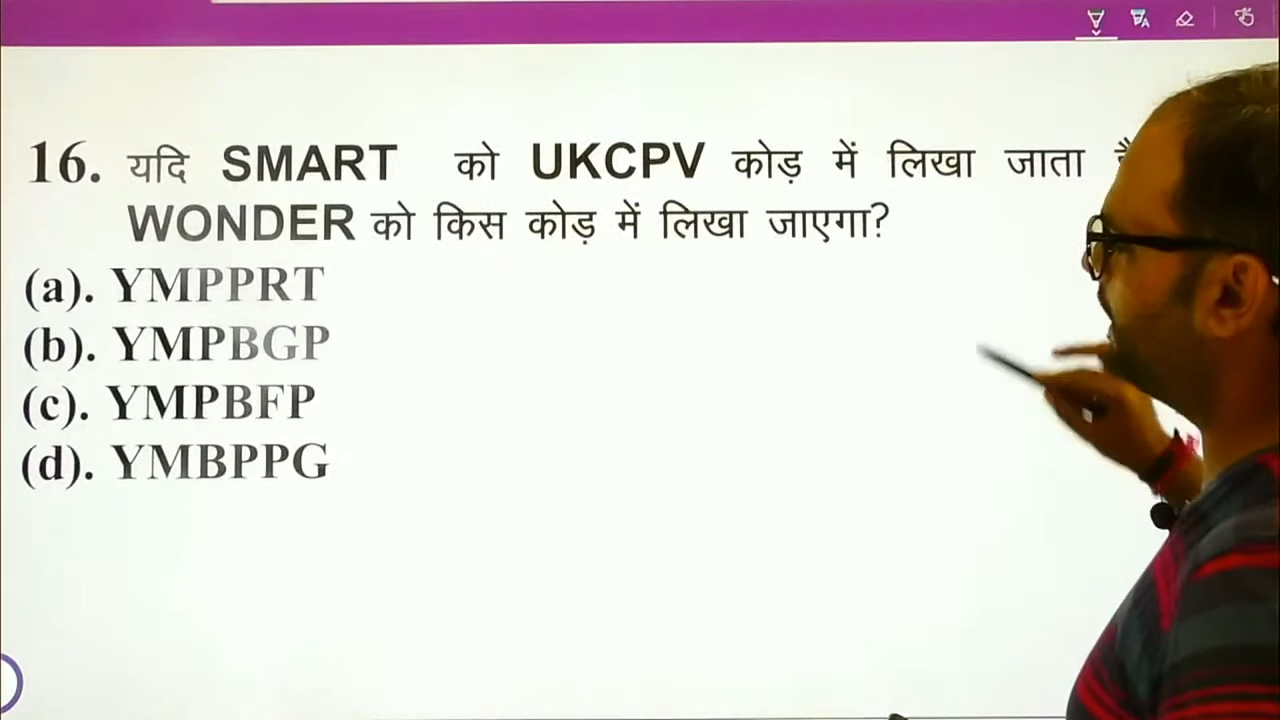 16. यदि SMART को UKCPV कोड़ में लिखा जाता
WONDER को किस कोड़ में लिखा जाएगा?
(a). YMPPRT
(b). YMPBGP
(c). YMPBFP
(d). YMBPPG